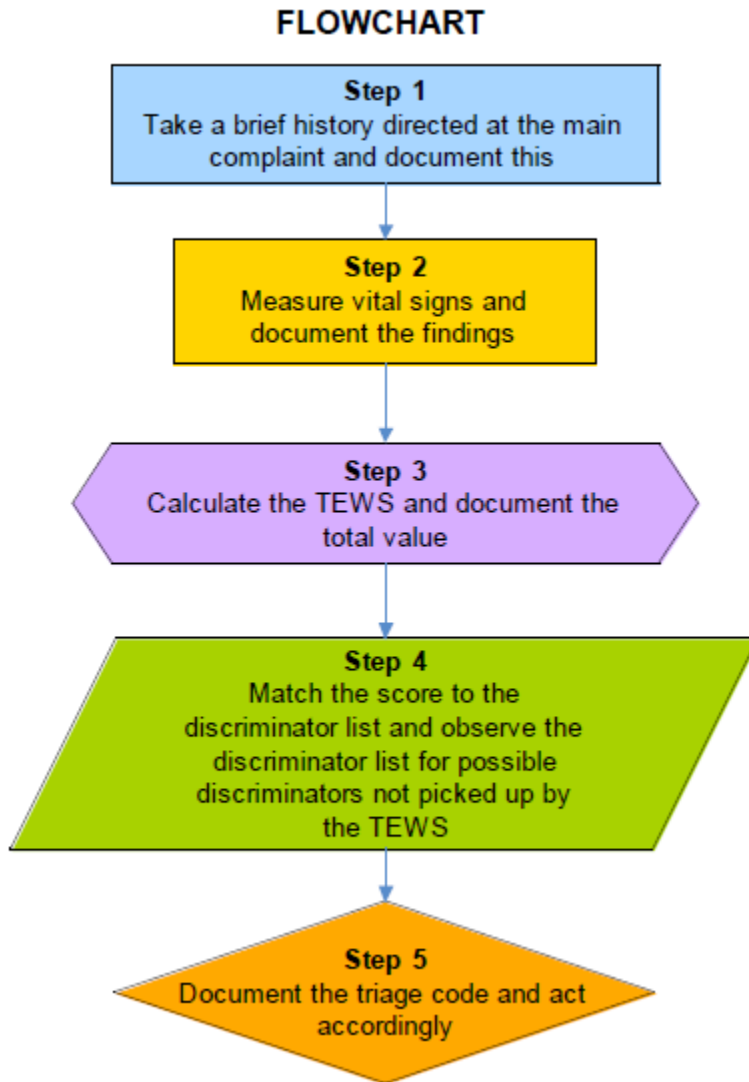 FLOWCHART
Step 1
Take a brief history directed at the main
complaint and document this
Step 2
Measure vital signs and
document the findings
Step 3
Calculate the TEWS and document the
total value
Step 4
Match the score to the
discriminator list and observe the
discriminator list for possible
discriminators not picked up by
the TEWS
Step 5
Document the triage code and act
accordingly